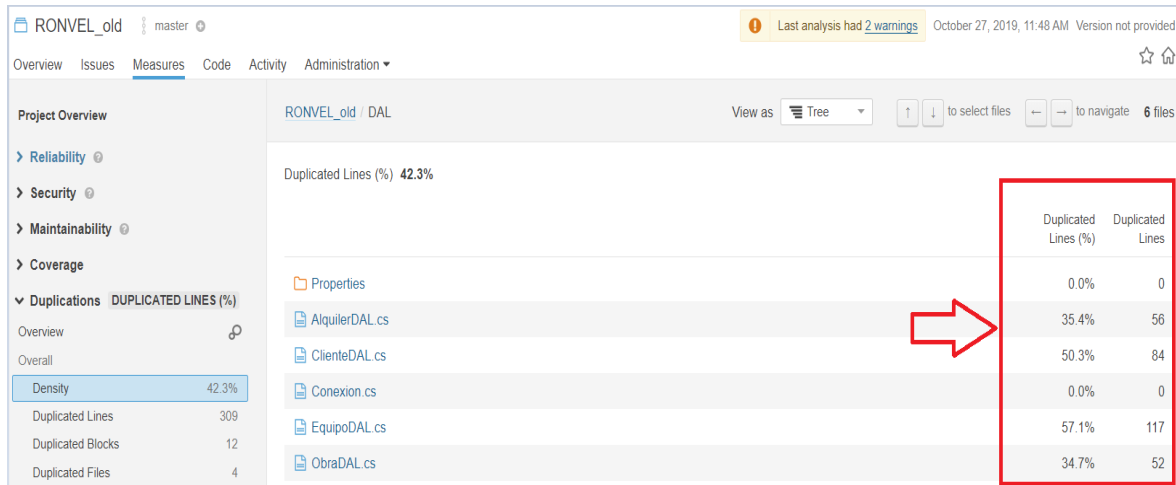 RONVEL_old master
Last analysis had 2 warnings October 27, 2019, 11:48 AM Version not provided
Overview Issues Measures Code Activity Administration
Project Overview
Reliability
Security
Maintainability
Coverage
Duplications DUPLICATED LINES (%)
Overview
Overall
Density 42.3%
Duplicated Lines 309
Duplicated Blocks 12
Duplicated Files 4
RONVEL_old / DAL
View as Tree ↑ ↓ to select files ← → to navigate 6 files
Duplicated Lines (%) 42.3%
Duplicated Lines (%) Duplicated Lines
Properties 0.0% 0
AlquilerDAL.cs 35.4% 56
ClienteDAL.cs 50.3% 84
Conexion.cs 0.0% 0
EquipoDAL.cs 57.1% 117
ObraDAL.cs 34.7% 52